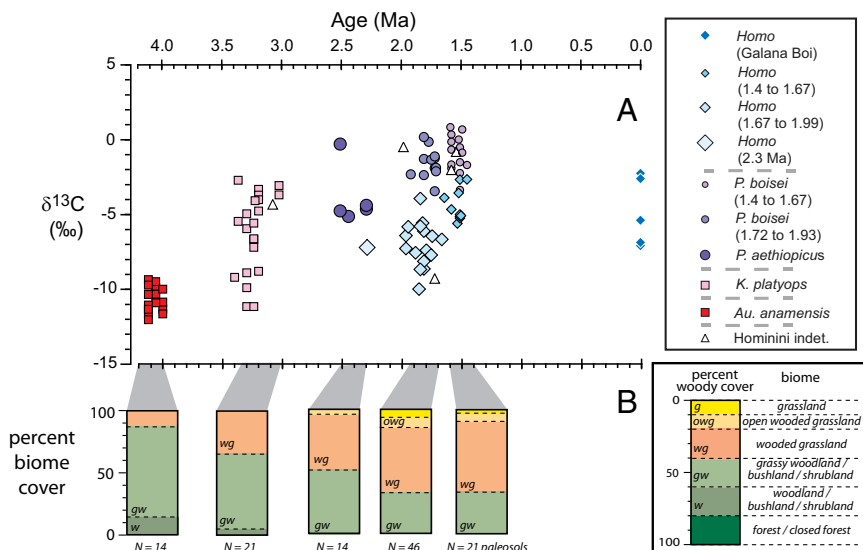 Age (Ma)
4.0 3.5 3.0 2.5 2.0 1.5 1.0 0.5 0.0
A
5
0
-5
-10
-15
δ13C
(‰)
Homo
(Galana Boi)
Homo
(1.4 to 1.67)
Homo
(1.67 to 1.99)
Homo
(2.3 Ma)
P. boisei
(1.4 to 1.67)
P. boisei
(1.72 to 1.93)
P. aethiopicus
K. platyops
Au. anamensis
Hominini indet.
B
percent
biome
cover
100
50
0
gw
w
wg
gw
wg
gw
owg
wg
gw
wg
gw
N = 14
N = 21
N = 14
N = 46
N = 21 paleosols
percent
woody cover
biome
0
50
100
g
grassland
owg
open wooded grassland
wg
wooded grassland
gw
grassy woodland /
bushland / shrubland
w
woodland /
bushland / shrubland
forest / closed forest